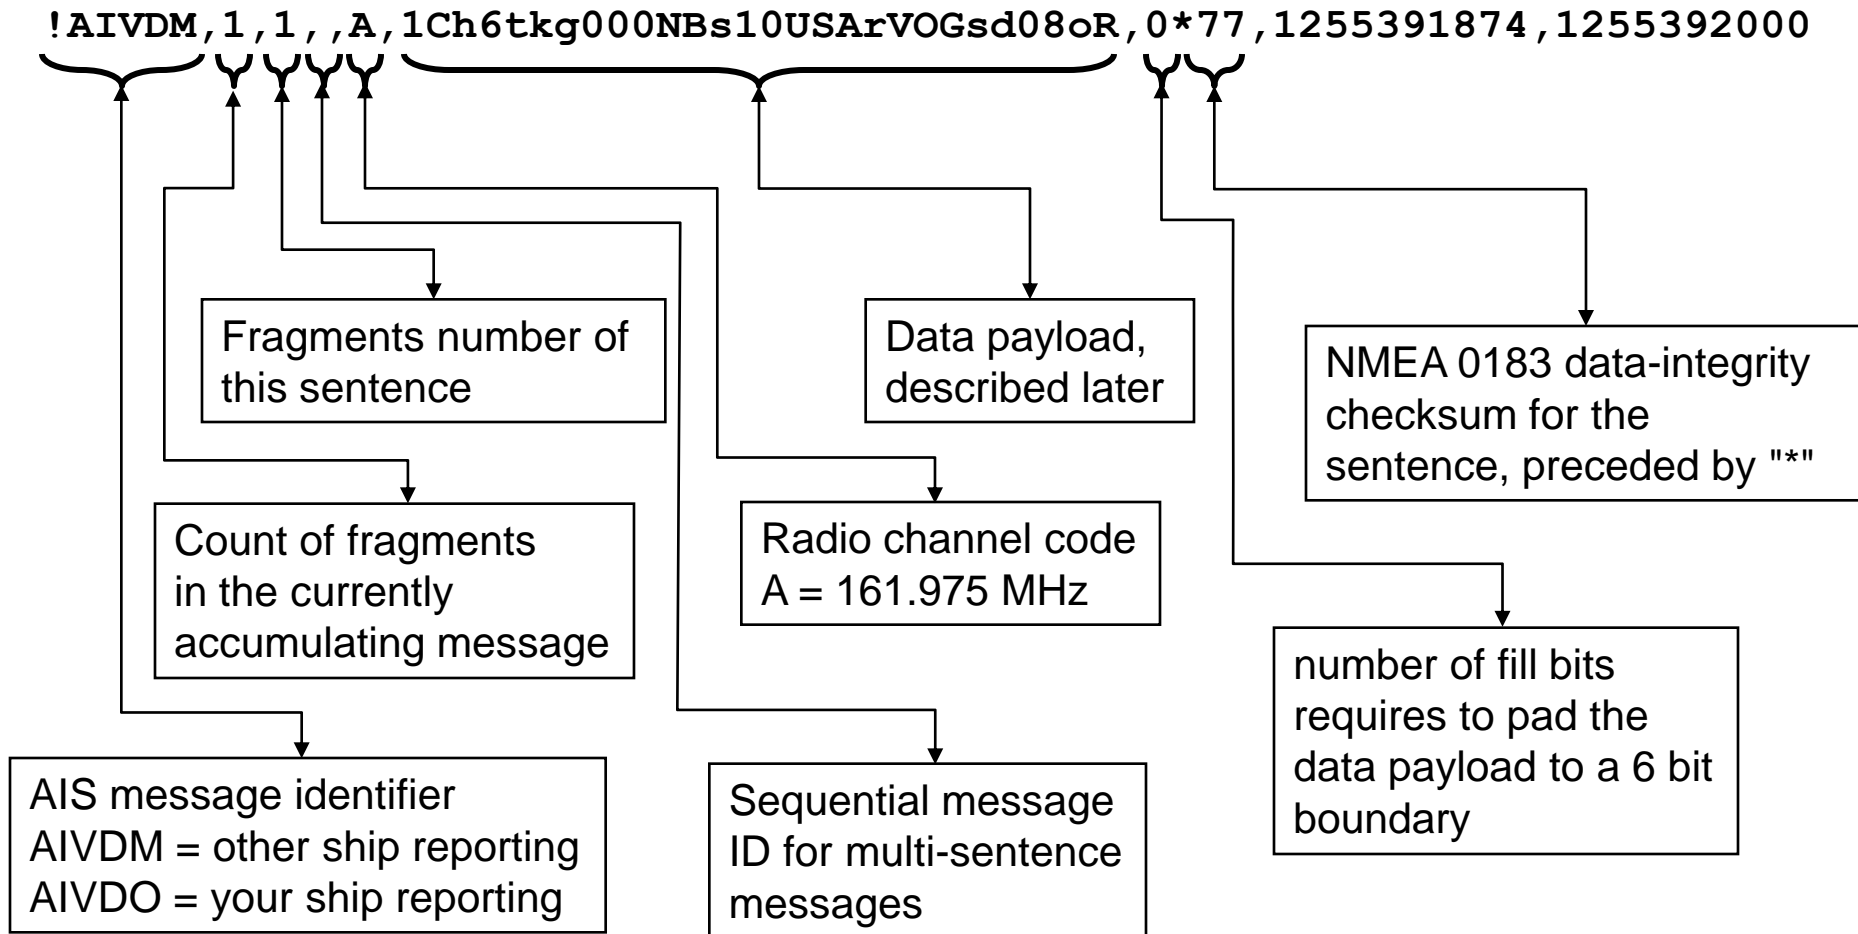 !AIVDM,1,1,,A,1Ch6tkg000NBs10USArVOGsd08oR,0*77,1255391874,1255392000
Fragments number of
this sentence
Data payload,
described later
NMEA 0183 data-integrity
checksum for the
sentence, preceded by "*"
Count of fragments
in the currently
accumulating message
Radio channel code
A = 161.975 MHz
number of fill bits
requires to pad the
data payload to a 6 bit
boundary
AIS message identifier
AIVDM = other ship reporting
AIVDO = your ship reporting
Sequential message
ID for multi-sentence
messages